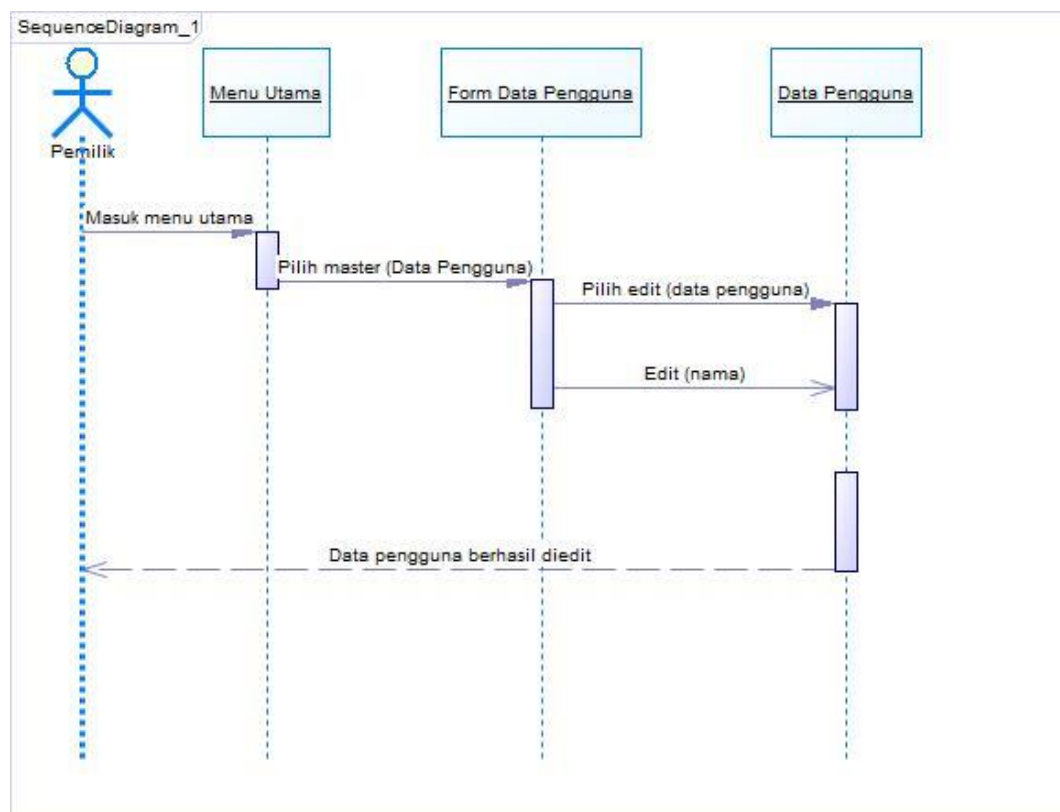 SequenceDiagram_1
Menu Utama
Form Data Pengguna
Data Pengguna
Pemilik
Masuk menu utama
Pilih master (Data Pengguna)
Pilih edit (data pengguna)
Edit (nama)
Data pengguna berhasil diedit